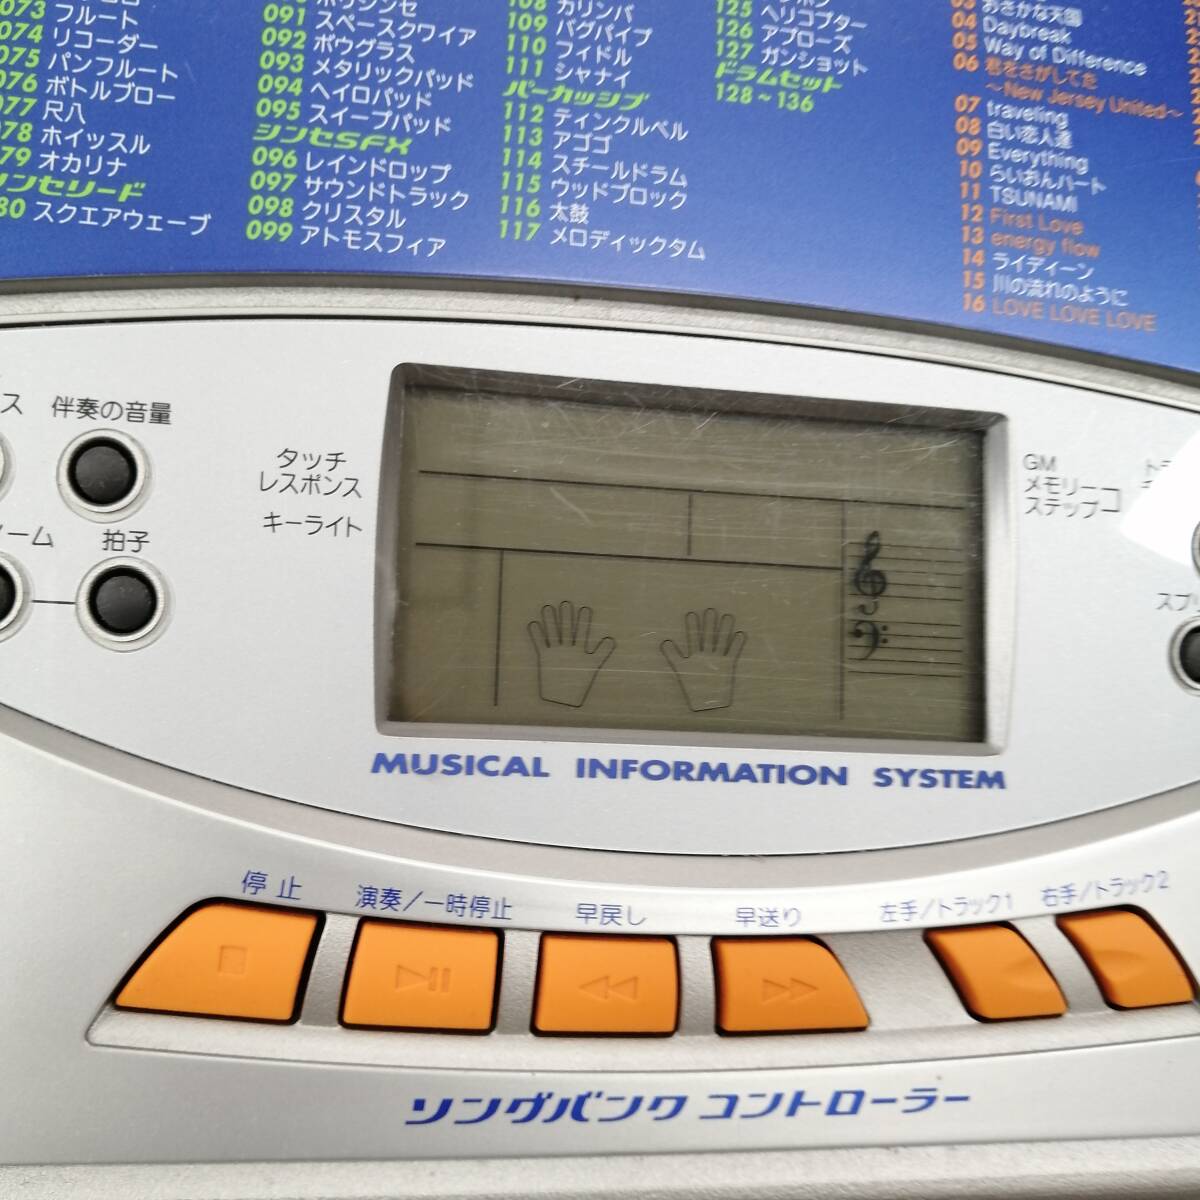 073 フルート
074 リコーダー
075 パンフルート
076 ボトルブロー
077 尺八
078 ホイッスル
079 オカリナ
シンセリード
080 スクエアウェーブ
091 スペースクワイア
092 ボウグラス
093 メタリックパッド
094 ヘイロパッド
095 スイープパッド
シンセSFX
096 レインドロップ
097 サウンドトラック
098 クリスタル
099 アトモスフィア
108 カリンバ
109 バグパイプ
110 フィドル
111 シャナイ
パーカッシブ
112 ティンクルベル
113 アゴゴ
114 スチールドラム
115 ウッドブロック
116 太鼓
117 メロディックタム
125 ヘリコプター
126 アプローズ
127 ガンショット
ドラムセット
128～136
03 おさかな天国
04 Daybreak
05 Way of Difference
06 君をさがしてた
～New Jersey United～
07 traveling
08 白い恋人達
09 Everything
10 らいおんハート
11 TSUNAMI
12 First Love
13 energy flow
14 ライディーン
15 川の流れのように
16 LOVE LOVE LOVE
ス
伴奏の音量
拍子
タッチ
レスポンス
キーライト
GM
メモリー
ステップ
MUSICAL INFORMATION SYSTEM
停止
演奏/一時停止
早戻し
早送り
左手/トラック1
右手/トラック2
ソングバンク コントローラー